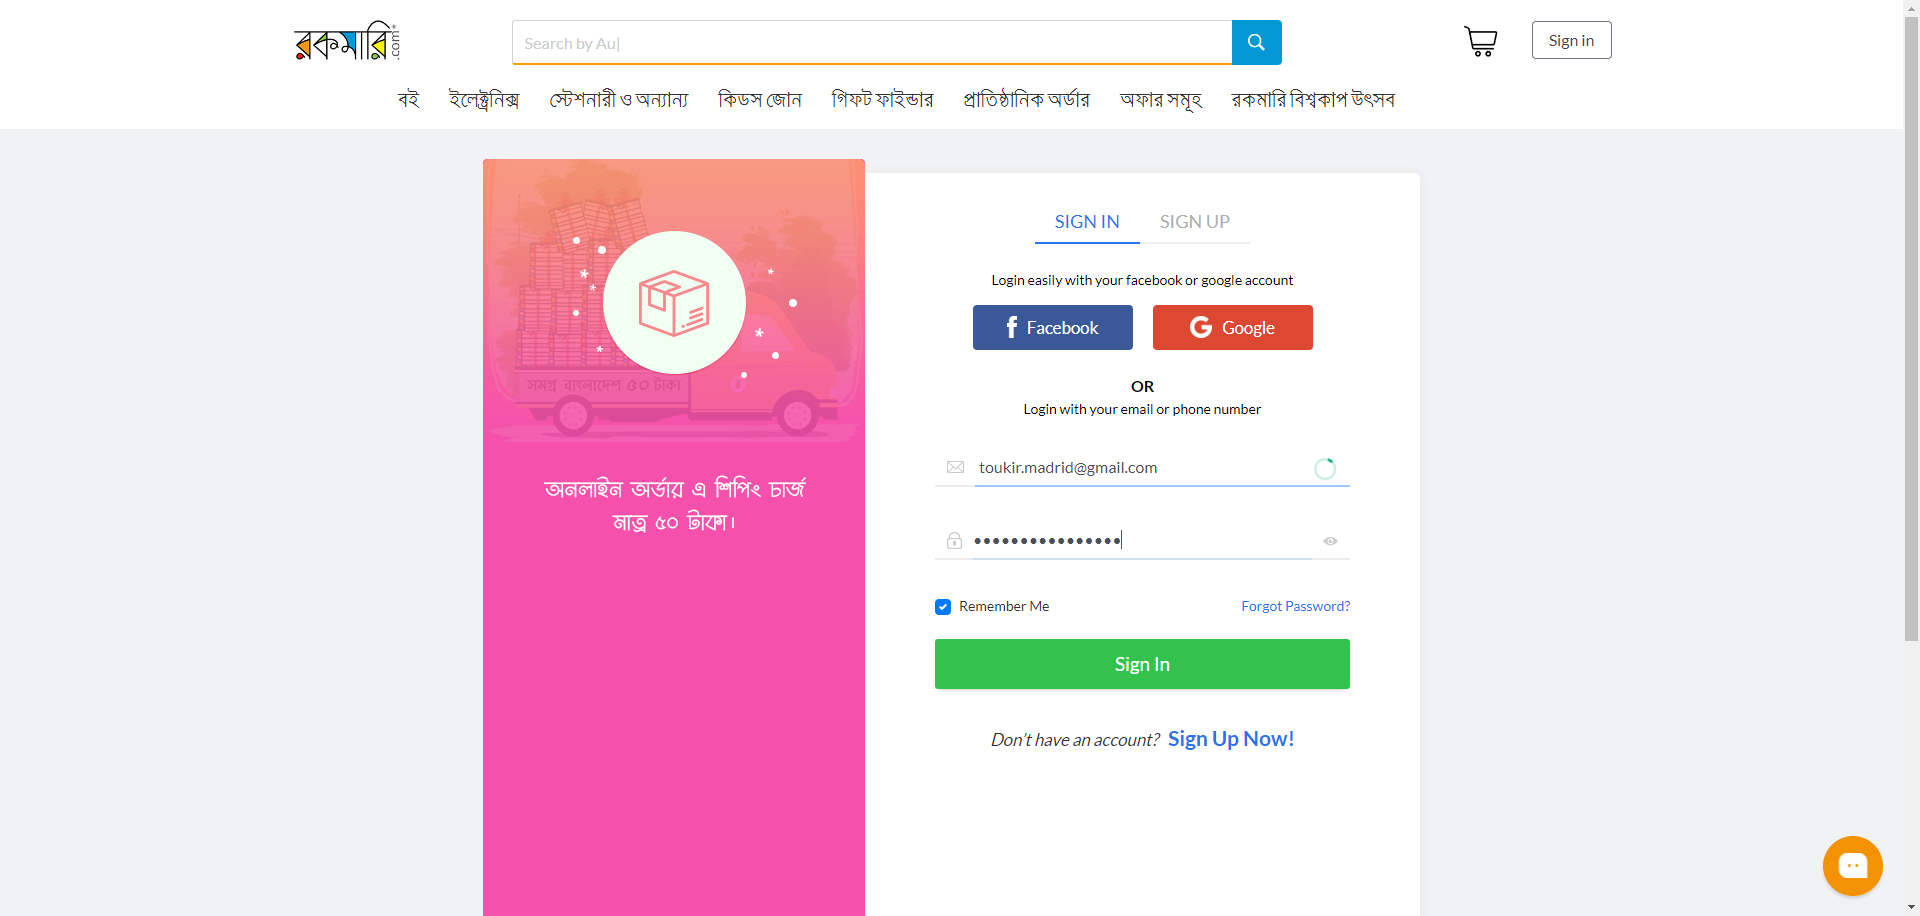 রকমারি.com
Search by Au
Sign in
বই ইলেক্ট্রনিক্স স্টেশনারী ও অন্যান্য কিডস জোন গিফট ফাইন্ডার প্রাতিষ্ঠানিক অর্ডার অফার সমূহ রকমারি বিশ্বকাপ উৎসব
সমগ্র বাংলাদেশ ৫০ টাকা
অনলাইন অর্ডার এ শিপিং চার্জ
মাত্র ৫০ টাকা।
SIGN IN SIGN UP
Login easily with your facebook or google account
Facebook Google
OR
Login with your email or phone number
toukir.madrid@gmail.com
••••••••••••••••
Remember Me Forgot Password?
Sign In
Don't have an account? Sign Up Now!